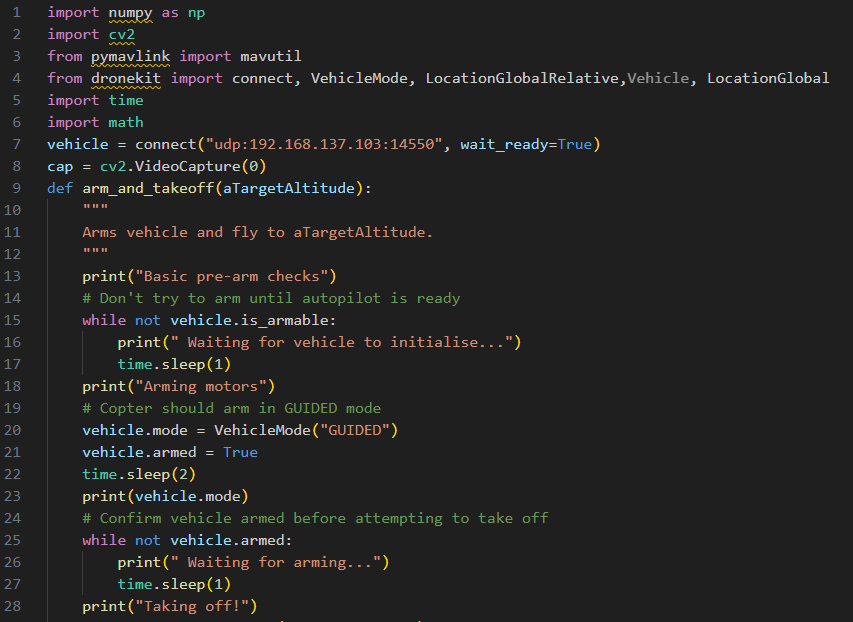 1 import numpy as np
2 import cv2
3 from pymavlink import mavutil
4 from dronekit import connect, VehicleMode, LocationGlobalRelative,Vehicle, LocationGlobal
5 import time
6 import math
7 vehicle = connect("udp:192.168.137.103:14550", wait_ready=True)
8 cap = cv2.VideoCapture(0)
9 def arm_and_takeoff(aTargetAltitude):
10     """
11     Arms vehicle and fly to aTargetAltitude.
12     """
13     print("Basic pre-arm checks")
14     # Don't try to arm until autopilot is ready
15     while not vehicle.is_armable:
16         print(" Waiting for vehicle to initialise...")
17         time.sleep(1)
18     print("Arming motors")
19     # Copter should arm in GUIDED mode
20     vehicle.mode = VehicleMode("GUIDED")
21     vehicle.armed = True
22     time.sleep(2)
23     print(vehicle.mode)
24     # Confirm vehicle armed before attempting to take off
25     while not vehicle.armed:
26         print(" Waiting for arming...")
27         time.sleep(1)
28     print("Taking off!")